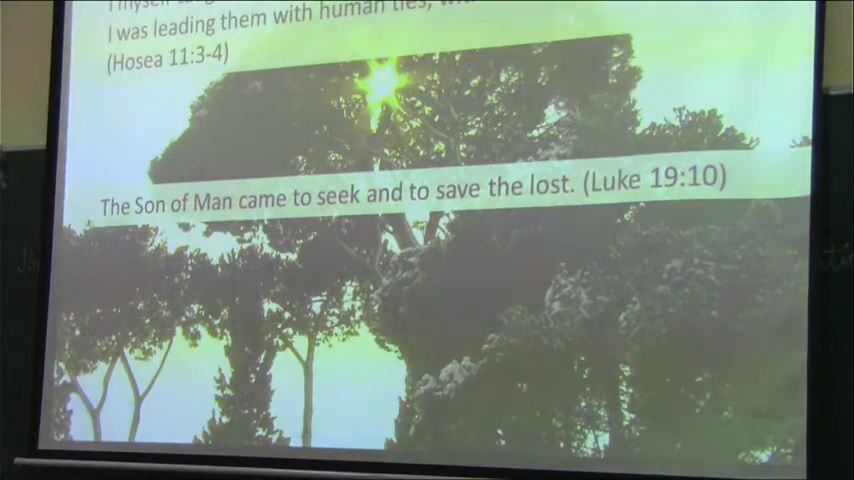 I myself
I was leading them with human ties,
(Hosea 11:3-4)
The Son of Man came to seek and to save the lost. (Luke 19:10)